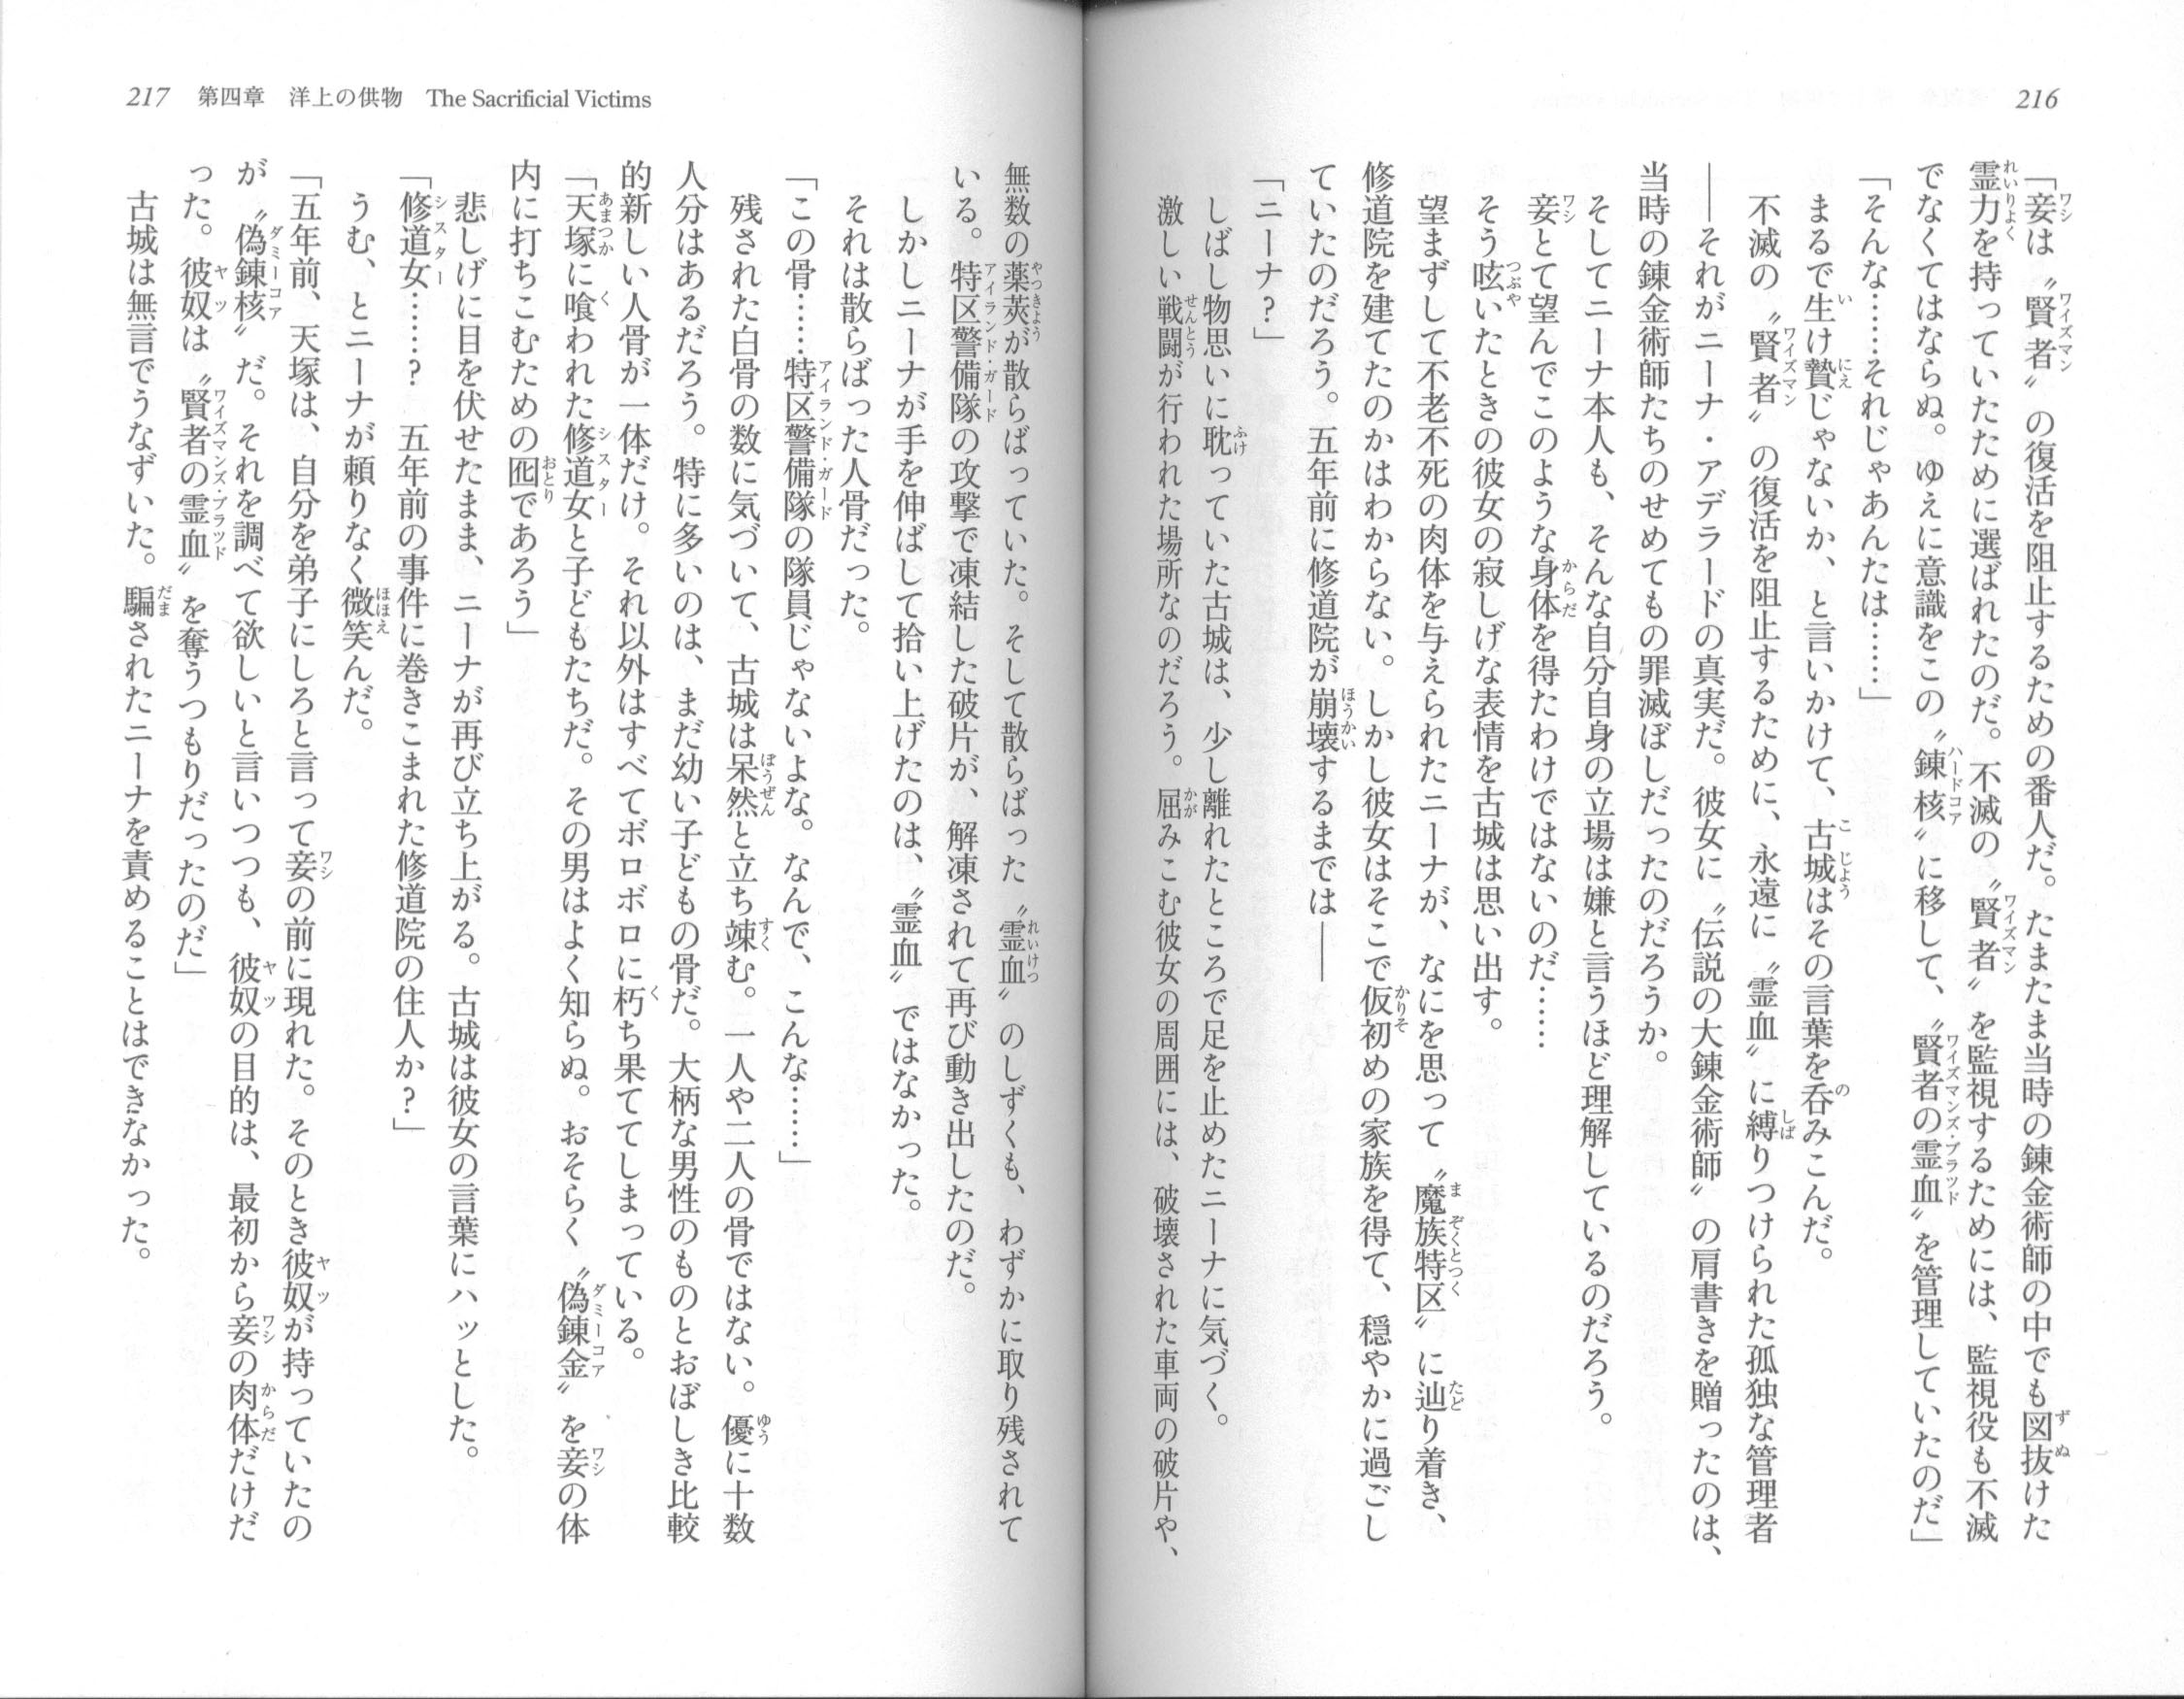 216
「妾は〝賢者〟の復活を阻止するための番人だ。たまたま当時の錬金術師の中でも図抜けた
霊力を持っていたために選ばれたのだ。不滅の〝賢者〟を監視するためには、監視役も不滅
でなくてはならぬ。ゆえに意識をこの〝錬核〟に移して、〝賢者の霊血〟を管理していたのだ」
「そんな……それじゃあんたは……」
まるで生け贄じゃないか、と言いかけて、古城はその言葉を呑みこんだ。
不滅の〝賢者〟の復活を阻止するために、永遠に〝霊血〟に縛りつけられた孤独な管理者
――それがニーナ・アデラードの真実だ。彼女に〝伝説の大錬金術師〟の肩書きを贈ったのは、
当時の錬金術師たちのせめてもの罪滅ぼしだったのだろうか。
そしてニーナ本人も、そんな自分自身の立場は嫌と言うほど理解しているのだろう。
妾とて望んでこのような身体を得たわけではないのだ……
そう呟いたときの彼女の寂しげな表情を古城は思い出す。
望まずして不老不死の肉体を与えられたニーナが、なにを思って〝魔族特区〟に辿り着き、
修道院を建てたのかはわからない。しかし彼女はそこで仮初めの家族を得て、穏やかに過ごし
ていたのだろう。五年前に修道院が崩壊するまでは――
「ニーナ?」
しばし物思いに耽っていた古城は、少し離れたところで足を止めたニーナに気づく。
激しい戦闘が行われた場所なのだろう。屈みこむ彼女の周囲には、破壊された車両の破片や、
217 第四章 洋上の供物 The Sacrificial Victims
無数の薬莢が散らばっていた。そして散らばった〝霊血〟のしずくも、わずかに取り残されて
いる。特区警備隊の攻撃で凍結した破片が、解凍されて再び動き出したのだ。
しかしニーナが手を伸ばして拾い上げたのは、〝霊血〟ではなかった。
それは散らばった人骨だった。
「この骨……特区警備隊の隊員じゃないよな。なんで、こんな……」
残された白骨の数に気づいて、古城は呆然と立ち竦む。一人や二人の骨ではない。優に十数
人分はあるだろう。特に多いのは、まだ幼い子どもの骨だ。大柄な男性のものとおぼしき比較
的新しい人骨が一体だけ。それ以外はすべてボロボロに朽ち果ててしまっている。
「天塚に喰われた修道女と子どもたちだ。その男はよく知らぬ。おそらく〝偽錬金〟を妾の体
内に打ちこむための囮であろう」
悲しげに目を伏せたまま、ニーナが再び立ち上がる。古城は彼女の言葉にハッとした。
「修道女……? 五年前の事件に巻きこまれた修道院の住人か?」
うむ、とニーナが頼りなく微笑んだ。
「五年前、天塚は、自分を弟子にしろと言って妾の前に現れた。そのとき彼奴が持っていたの
が〝偽錬核〟だ。それを調べて欲しいと言いつつも、彼奴の目的は、最初から妾の肉体だけだ
った。彼奴は〝賢者の霊血〟を奪うつもりだったのだ」
古城は無言でうなずいた。騙されたニーナを責めることはできなかった。